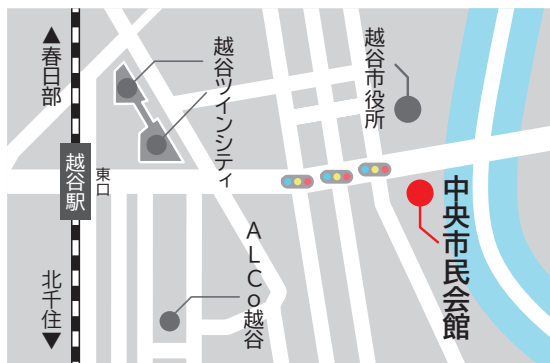 ▲春日部
越谷駅
東口
北千住▼
越谷ツインシティ
越谷市役所
中央市民会館
ALCo越谷